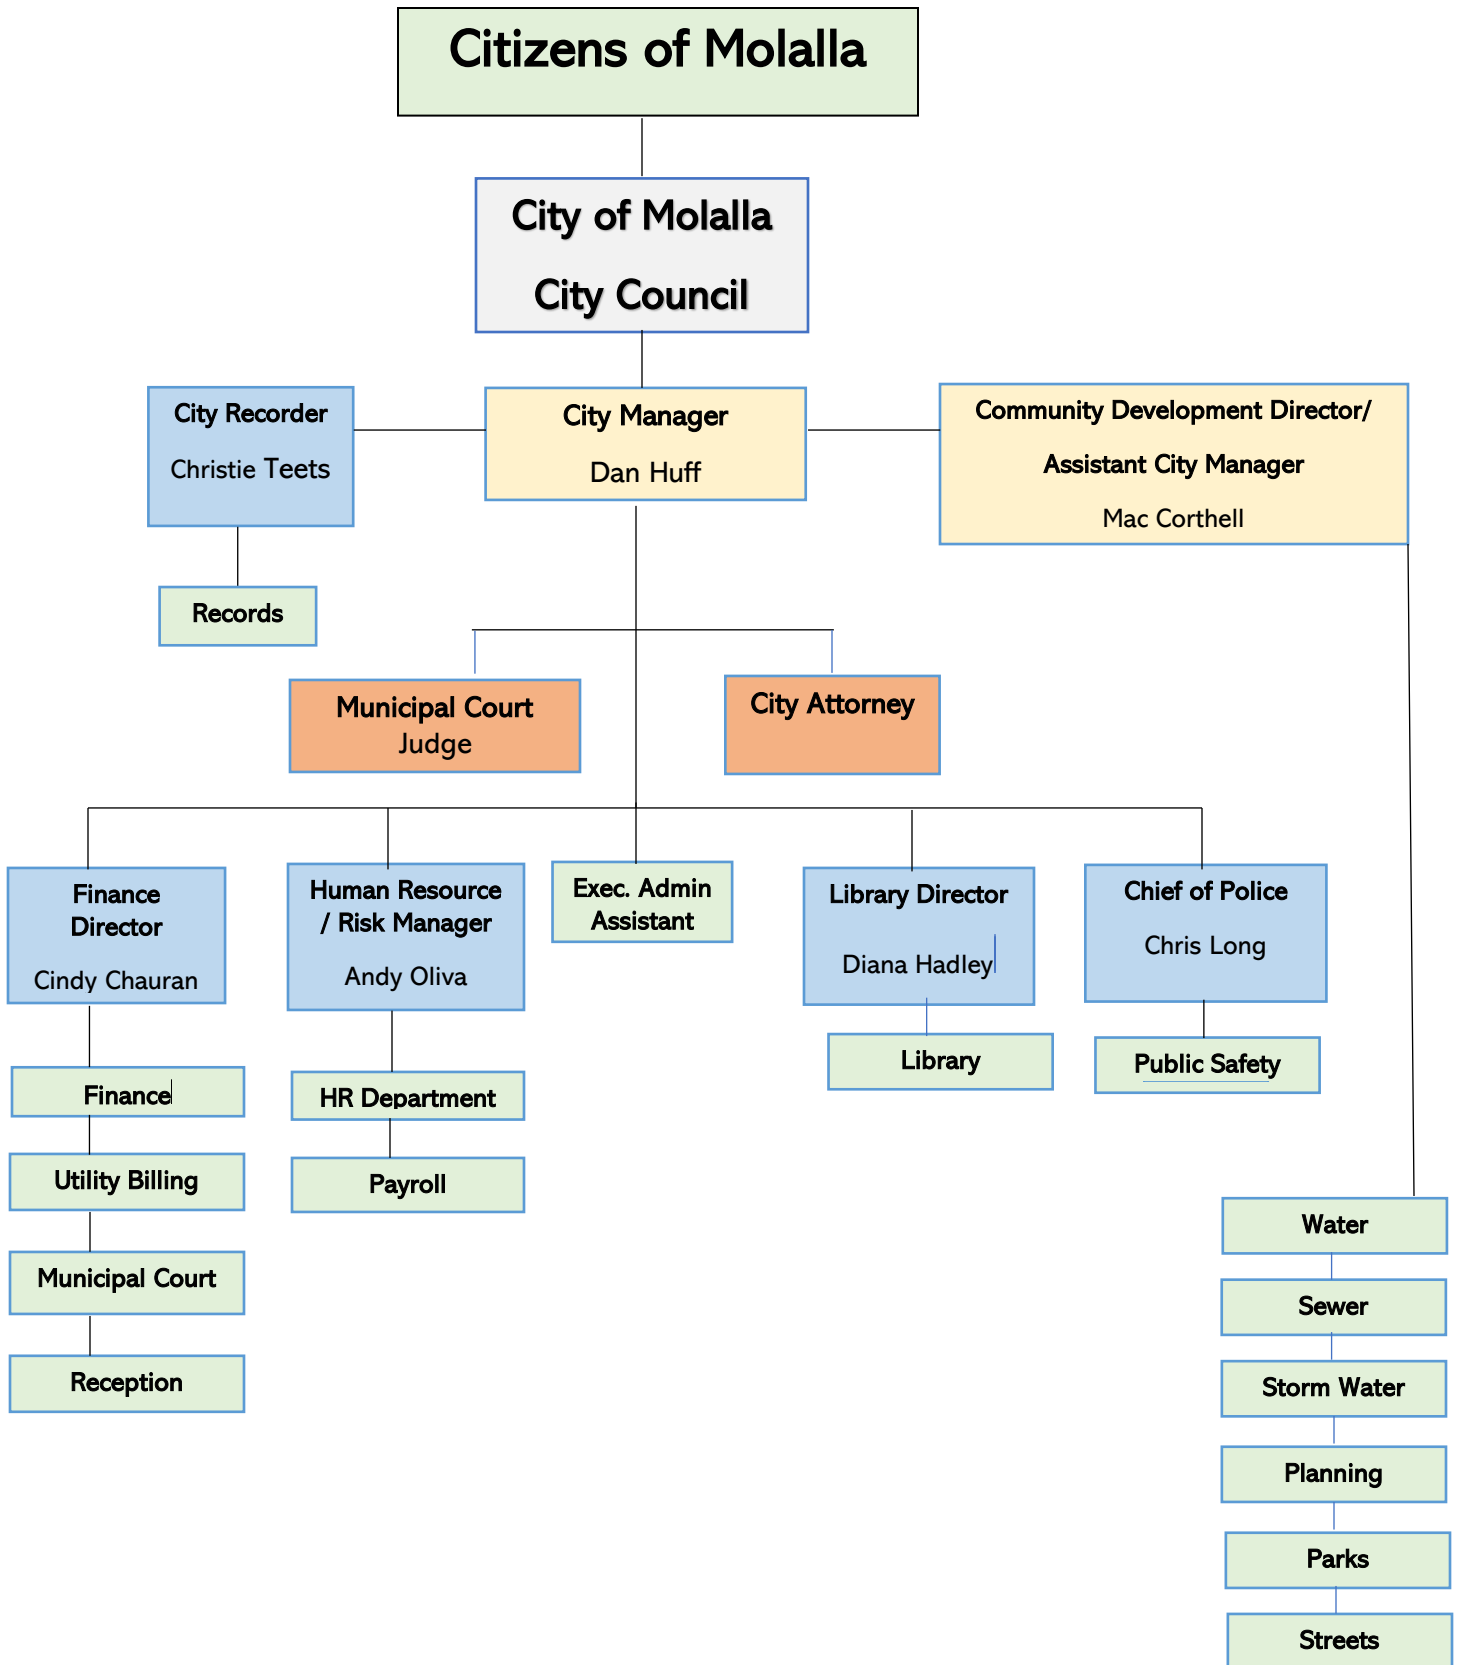 Citizens of Molalla
City of Molalla
City Council
City Recorder
Christie Teets
City Manager
Dan Huff
Community Development Director/
Assistant City Manager
Mac Corthell
Records
Municipal Court
Judge
City Attorney
Finance
Director
Cindy Chauran
Human Resource
/ Risk Manager
Andy Oliva
Exec. Admin
Assistant
Library Director
Diana Hadley
Chief of Police
Chris Long
Finance
HR Department
Library
Public Safety
Utility Billing
Payroll
Municipal Court
Reception
Water
Sewer
Storm Water
Planning
Parks
Streets